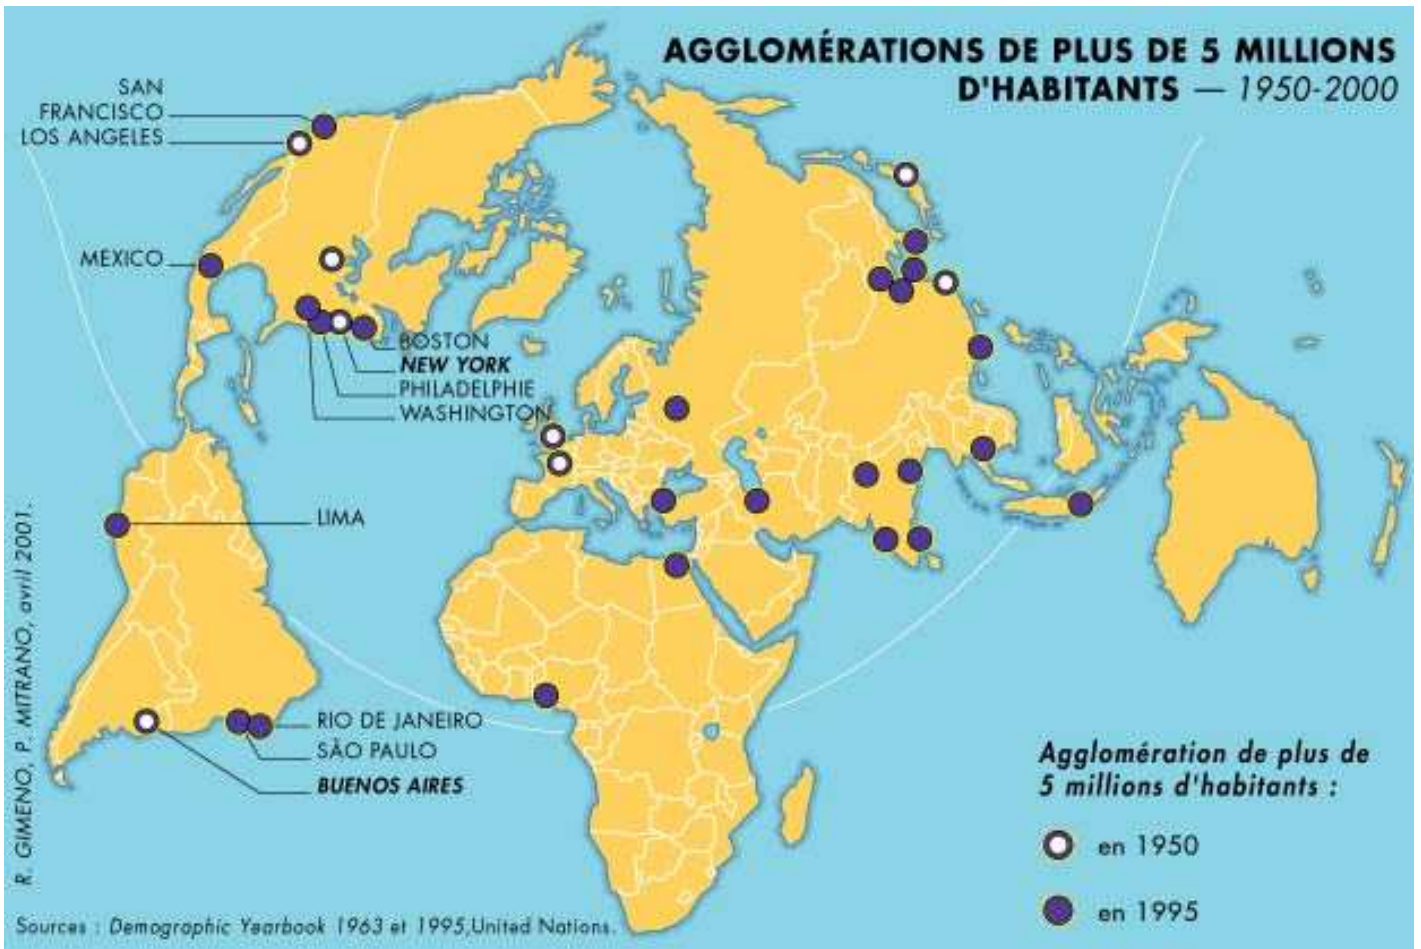 AGGLOMÉRATIONS DE PLUS DE 5 MILLIONS
D'HABITANTS — 1950-2000
SAN
FRANCISCO
LOS ANGELES
MEXICO
BOSTON
NEW YORK
PHILADELPHIE
WASHINGTON
LIMA
RIO DE JANEIRO
SÃO PAULO
BUENOS AIRES
Agglomération de plus de
5 millions d'habitants :
en 1950
en 1995
R. GIMENO, P. MITRANO, avril 2001.
Sources : Demographic Yearbook 1963 et 1995,United Nations.